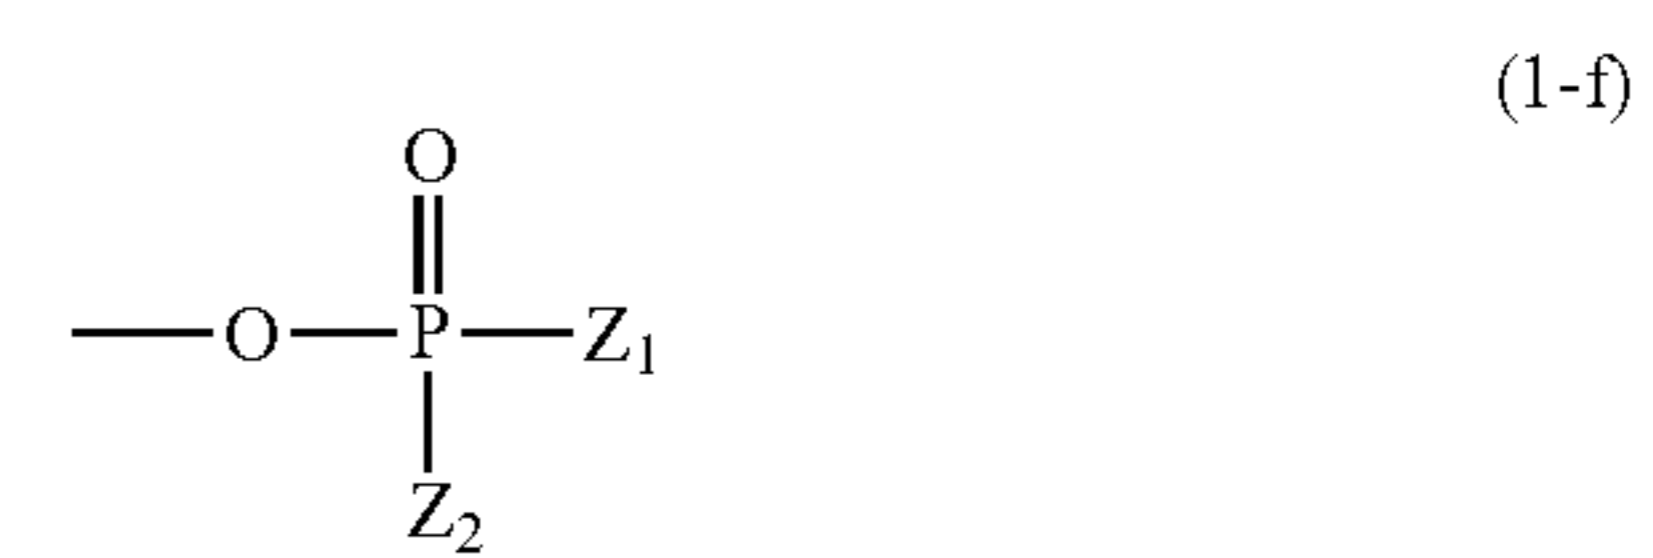 (1-f)
O
O P Z₁
Z₂